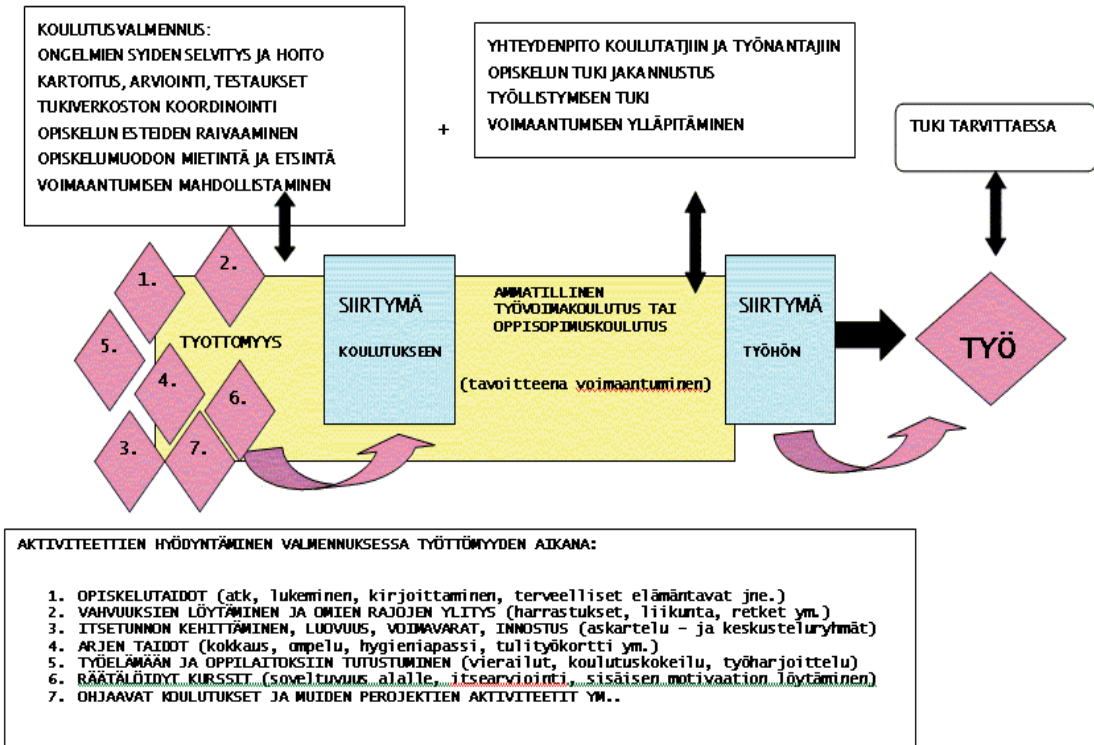 KOULUTUSVALMENNUS:
ONGELMIEN SYIDEN SELVITYS JA HOITO
KARTOITUS, ARVIOINTI, TESTAUKSET
TUKIVERKOSTON KOORDINOINTI
OPISKELUN ESTEIDEN RAIVAAMINEN
OPISKELUMUODON MIETINTÄ JA ETSINTÄ
VOIMAANTUMISEN MAHDOLLISTAMINEN
+
YHTEYDENPITO KOULUTATJIIN JA TYÖNANTAJIIN
OPISKELUN TUKI JAKANNUSTUS
TYÖLLISTYMISEN TUKI
VOIMAANTUMISEN YLLÄPITÄMINEN
TUKI TARVITTAESSA
1.
2.
5.
4.
6.
3.
7.
TYOTTOMYYS
SIIRTYMÄ
KOULUTUKSEEN
AMMATILLINEN
TYÖVOIMAKOULUTUS TAI
OPPISOPIMUSKOULUTUS
(tavoitteena voimaantuminen)
SIIRTYMÄ
TYÖHÖN
TYÖ
AKTIVITEETTIEN HYÖDYNTÄMINEN VALMENNUKSESSA TYÖTTÖMYYDEN AIKANA:
1. OPISKELUTAIDOT (atk, lukeminen, kirjoittaminen, terveelliset elämäntavat jne.)
2. VAHVUUKSIEN LÖYTÄMINEN JA OMIEN RAJOJEN YLITYS (harrastukset, liikunta, retket ym.)
3. ITSETUNNON KEHITTÄMINEN, LUOVUUS, VOIMAVARAT, INNOSTUS (askartelu – ja keskusteluryhmät)
4. ARJEN TAIDOT (kokkaus, ompelu, hygieniapassi, tulityökortti ym.)
5. TYÖELÄMÄÄN JA OPPILAITOKSIIN TUTUSTUMINEN (vierailut, koulutuskokeilu, työharjoittelu)
6. RÄÄTÄLÖIDYT KURSSIT (soveltuvuus alalle, itsearviointi, sisäisen motivaation löytäminen)
7. OHJAAVAT KOULUTUKSET JA MUIDEN PEROJEKTIEN AKTIVITEETIT YM..